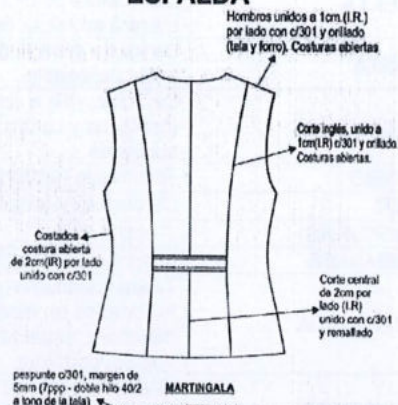 ESPALDA
Hombros unidos a 1cm.(I.R.)
por lado con c/301 y orillado
(tela y forro). Costuras abiertas
Corte inglés, unido a
1cm(I.R) c/301 y orillado
Costuras abiertas.
Costados a
costura abierta
de 2cm(IR) por lado
unido con c/301
Corte central
de 2cm por
lado (I.R)
unido con c/301
y remallado
pespunte c/301, margen de
5mm (7ppp - doble hilo 40/2
a tono de la tela)
MARTINGALA